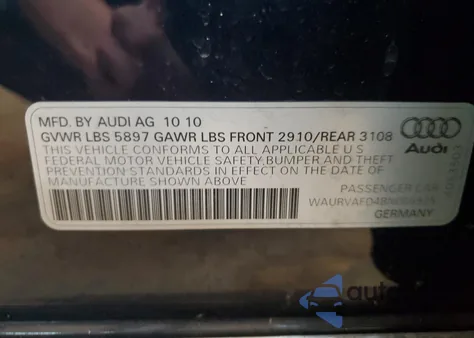 MFD. BY AUDI AG 10 10
GVWR LBS 5897 GAWR LBS FRONT 2910/REAR 3108
THIS VEHICLE CONFORMS TO ALL APPLICABLE U.S.
FEDERAL MOTOR VEHICLE SAFETY, BUMPER AND THEFT
PREVENTION STANDARDS IN EFFECT ON THE DATE OF
MANUFACTURE SHOWN ABOVE
Audi
PASSENGER CAR
GERMANY